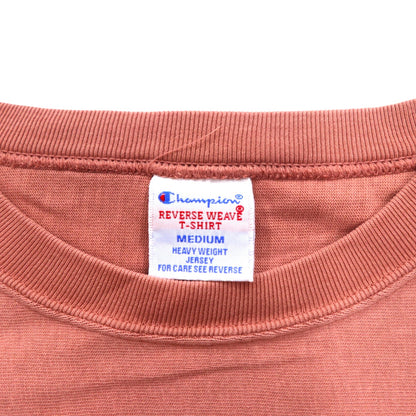 Champion®
REVERSE WEAVE®
T-SHIRT
MEDIUM
HEAVY WEIGHT
JERSEY
FOR CARE SEE REVERSE